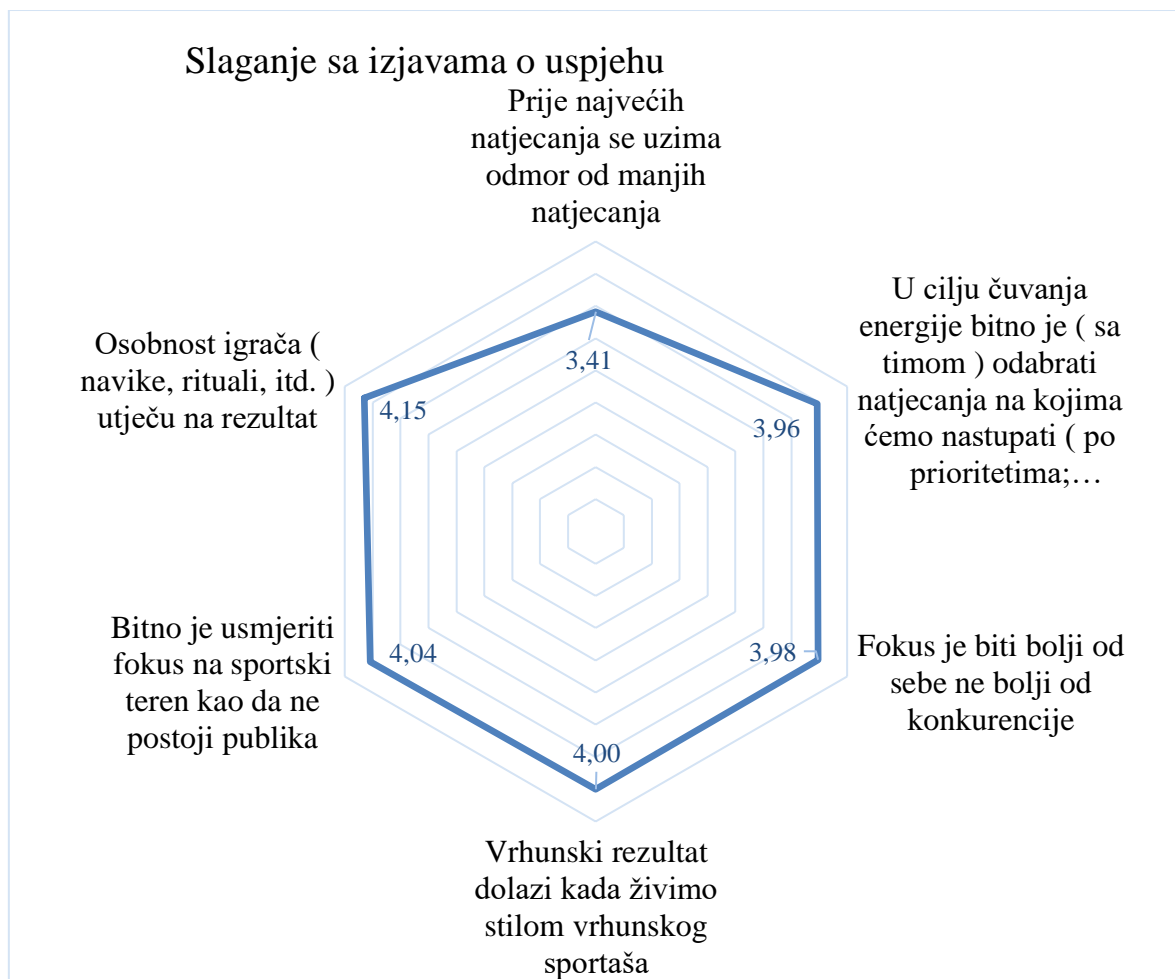 Slaganje sa izjavama o uspjehu
Prije najvećih
natjecanja se uzima
odmor od manjih
natjecanja
3,41
U cilju čuvanja
energije bitno je ( sa
timom ) odabrati
natjecanja na kojima
ćemo nastupati ( po
prioritetima;…
3,96
Fokus je biti bolji od
sebe ne bolji od
konkurencije
3,98
Vrhunski rezultat
dolazi kada živimo
stilom vrhunskog
sportaša
4,00
Bitno je usmjeriti
fokus na sportski
teren kao da ne
postoji publika
4,04
Osobnost igrača (
navike, rituali, itd. )
utječu na rezultat
4,15